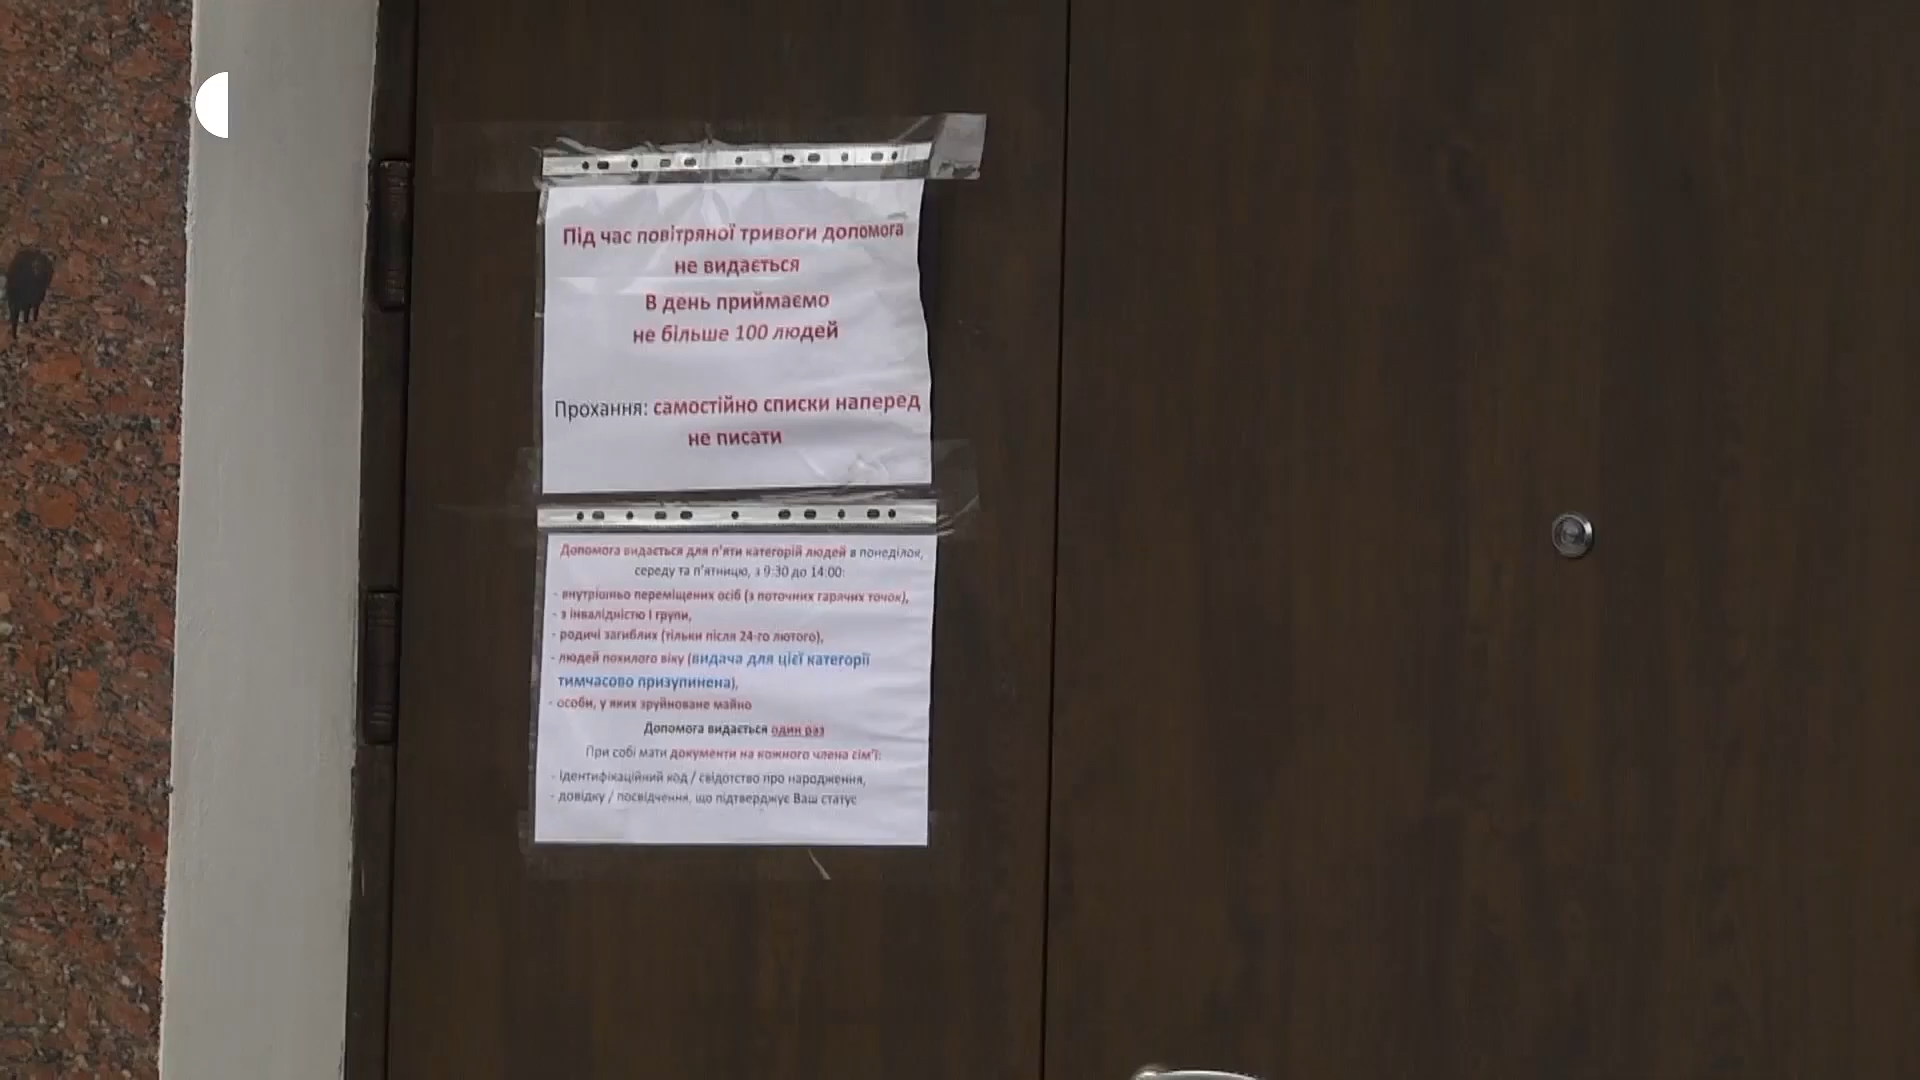 Під час повітряної тривоги допомога
не видається
В день приймаємо
не більше 100 людей
Прохання: самостійно списки наперед
не писати
Допомога видається для п'яти категорій людей в понеділок,
середу та п'ятницю, з 9:30 до 14:00:
- внутрішньо переміщених осіб (з поточних гарячих точок),
- з інвалідністю І групи,
- родичі загиблих (тільки після 24-го лютого),
- людей похилого віку (видача для цієї категорії
тимчасово призупинена),
- особи, у яких зруйноване майно
Допомога видається один раз
При собі мати документи на кожного члена сім'ї:
- ідентифікаційний код / свідотство про народження,
- довідку / посвідчення, що підтверджує Ваш статус